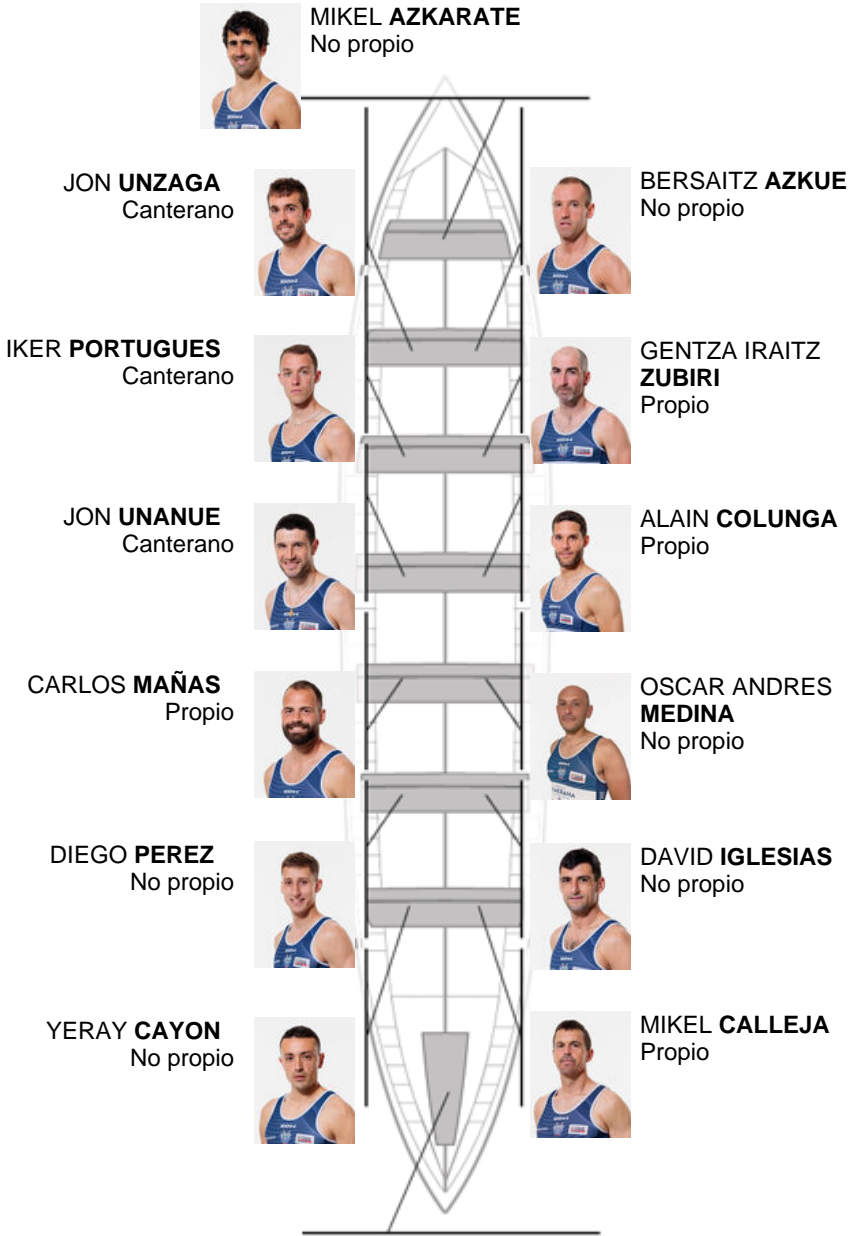 MIKEL AZKARATE
No propio
JON UNZAGA
Canterano
BERSAITZ AZKUE
No propio
IKER PORTUGUES
Canterano
GENTZA IRAITZ
ZUBIRI
Propio
JON UNANUE
Canterano
ALAIN COLUNGA
Propio
CARLOS MAÑAS
Propio
OSCAR ANDRES
MEDINA
No propio
DIEGO PEREZ
No propio
DAVID IGLESIAS
No propio
YERAY CAYON
No propio
MIKEL CALLEJA
Propio